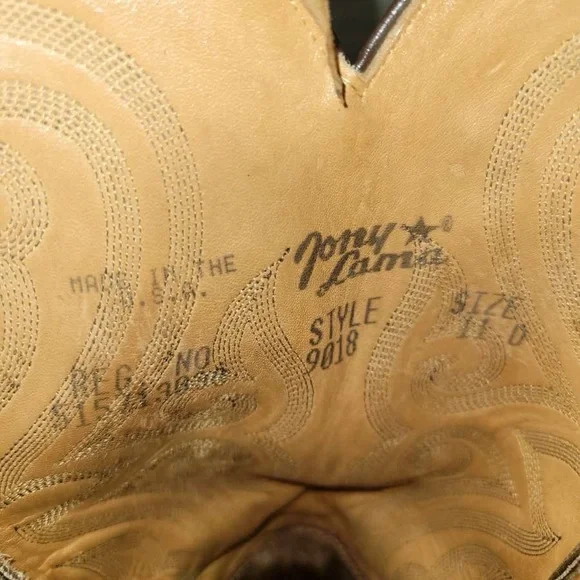 Tony Lama ®
MADE IN THE
U.S.A.
STYLE
9018
SIZE
11 D
REG. NO